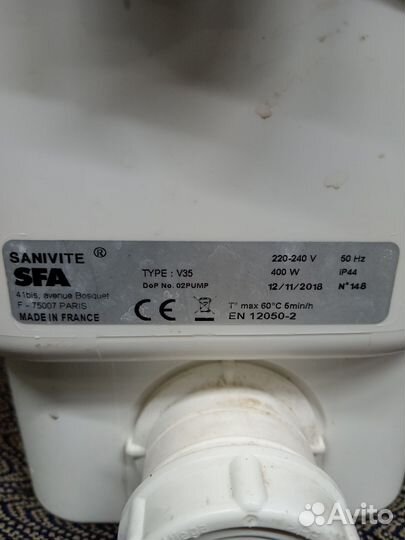 SANIVITE ®
SFA
41bis, avenue Bosquet
F - 75007 PARIS
MADE IN FRANCE
TYPE : V35
DoP No. 02PUMP
CE
220-240 V 50 Hz
400 W IP44
12/11/2018 N°148
T° max 60°C 5min/h
EN 12050-2
Avito